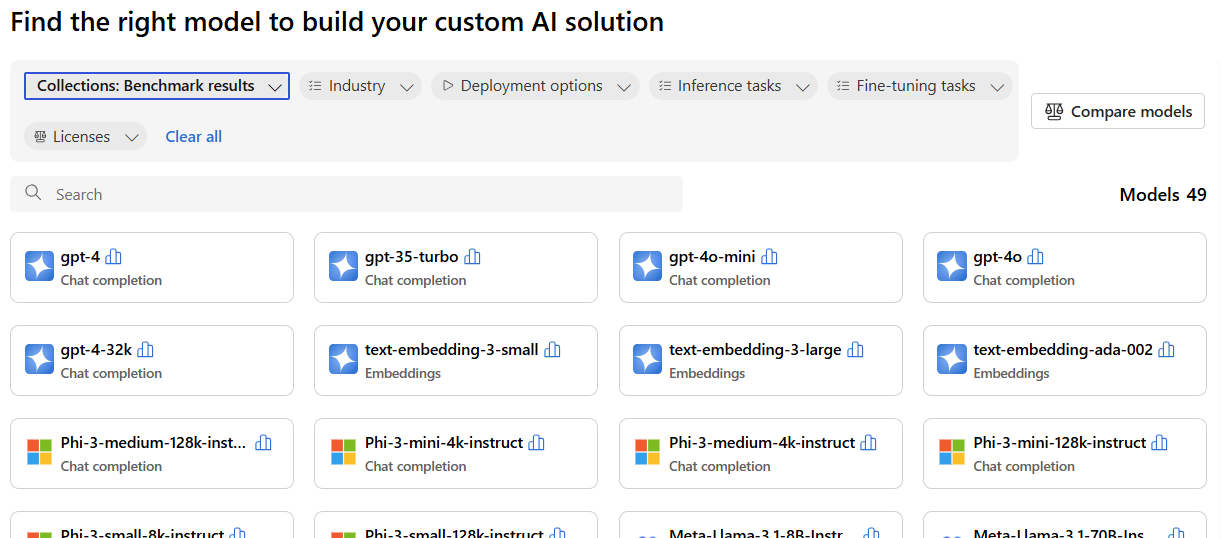 Find the right model to build your custom AI solution
Collections: Benchmark results
Industry
Deployment options
Inference tasks
Fine-tuning tasks
Licenses
Clear all
Compare models
Search
Models 49
gpt-4
Chat completion
gpt-35-turbo
Chat completion
gpt-4o-mini
Chat completion
gpt-4o
Chat completion
gpt-4-32k
Chat completion
text-embedding-3-small
Embeddings
text-embedding-3-large
Embeddings
text-embedding-ada-002
Embeddings
Phi-3-medium-128k-inst...
Chat completion
Phi-3-mini-4k-instruct
Chat completion
Phi-3-medium-4k-instruct
Chat completion
Phi-3-mini-128k-instruct
Chat completion
Phi-3-small-8k-instruct
Phi-3-small-128k-instruct
Meta-Llama-3.1-8B-Instr...
Meta-Llama-3.1-70B-Ins...